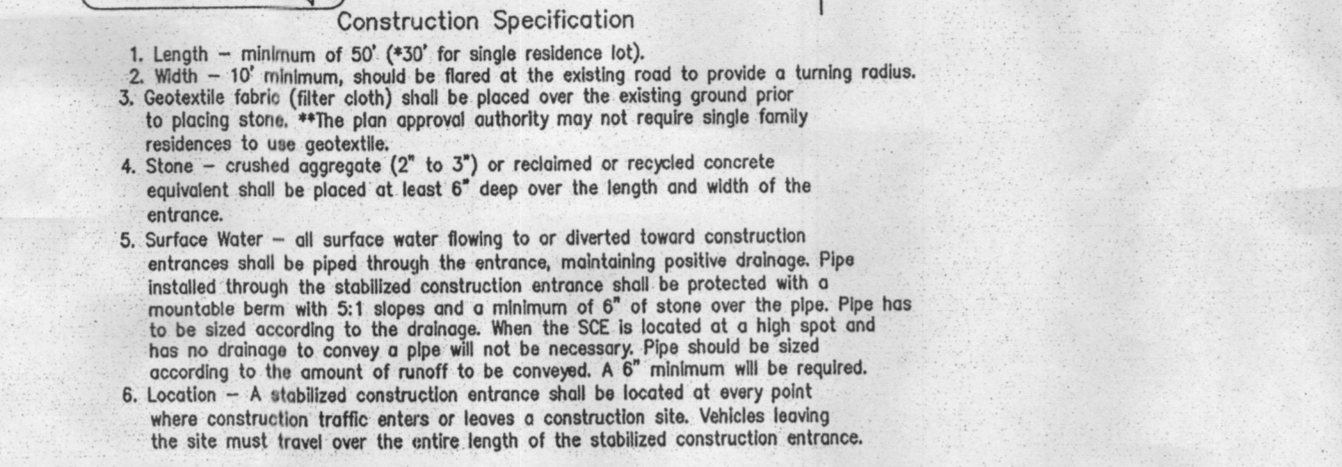 Construction Specification
1. Length – minimum of 50'. (*30' for single residence lot).
2. Width – 10' minimum, should be flared at the existing road to provide a turning radius.
3. Geotextile fabric (filter cloth) shall be placed over the existing ground prior
to placing stone. **The plan approval authority may not require single family
residences to use geotextile.
4. Stone – crushed aggregate (2" to 3") or reclaimed or recycled concrete
equivalent shall be placed at least 6" deep over the length and width of the
entrance.
5. Surface Water – all surface water flowing to or diverted toward construction
entrances shall be piped through the entrance, maintaining positive drainage. Pipe
installed through the stabilized construction entrance shall be protected with a
mountable berm with 5:1 slopes and a minimum of 6" of stone over the pipe. Pipe has
to be sized according to the drainage. When the SCE is located at a high spot and
has no drainage to convey a pipe will not be necessary. Pipe should be sized
according to the amount of runoff to be conveyed. A 6" minimum will be required.
6. Location – A stabilized construction entrance shall be located at every point
where construction traffic enters or leaves a construction site. Vehicles leaving
the site must travel over the entire length of the stabilized construction entrance.